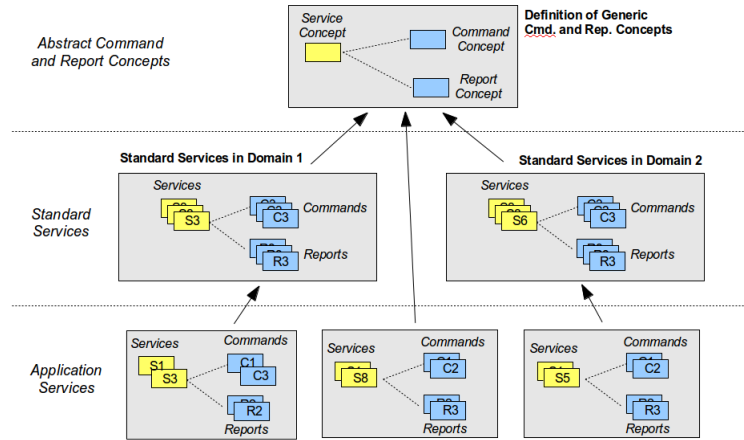 Abstract Command
and Report Concepts
Service
Concept
Command
Concept
Report
Concept
Definition of Generic
Cmd. and Rep. Concepts
Standard Services in Domain 1
Standard Services in Domain 2
Standard
Services
Services
S3
C3
Commands
R3
Reports
Services
S6
C3
Commands
R3
Reports
Application
Services
Services
S1
S3
Commands
C1
C3
R2
Reports
Services
S8
Commands
C2
R3
Reports
Services
S5
Commands
C2
R3
Reports